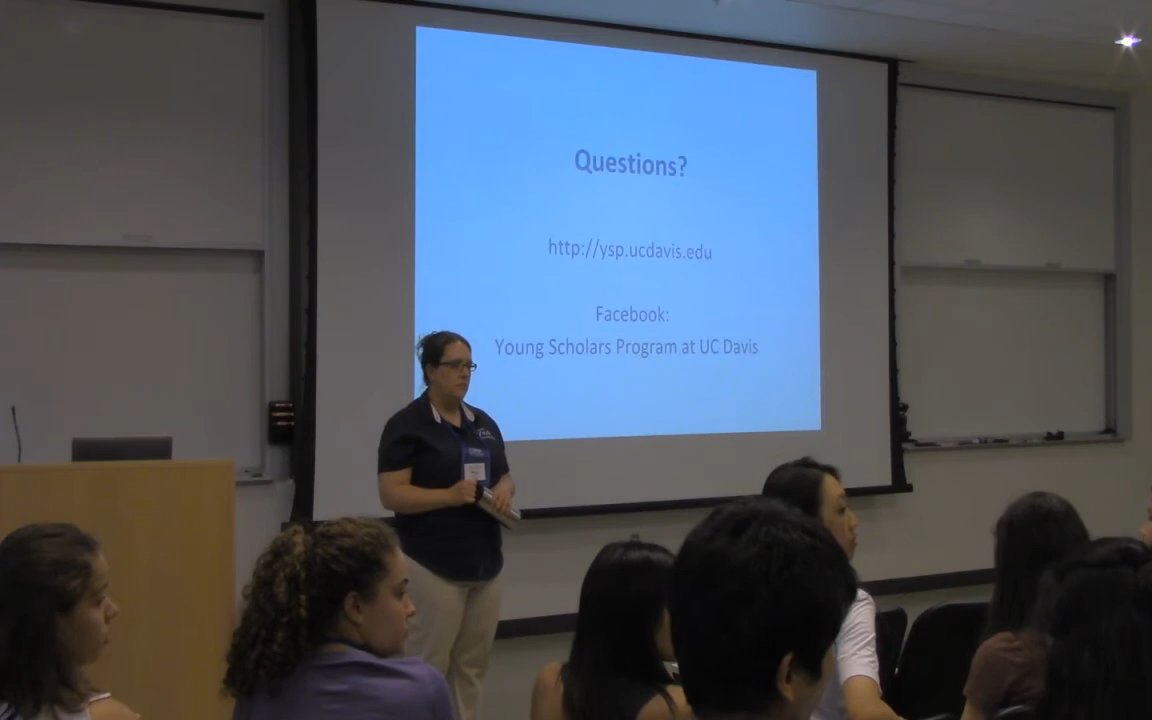 Questions?
http://ysp.ucdavis.edu
Facebook:
Young Scholars Program at UC Davis